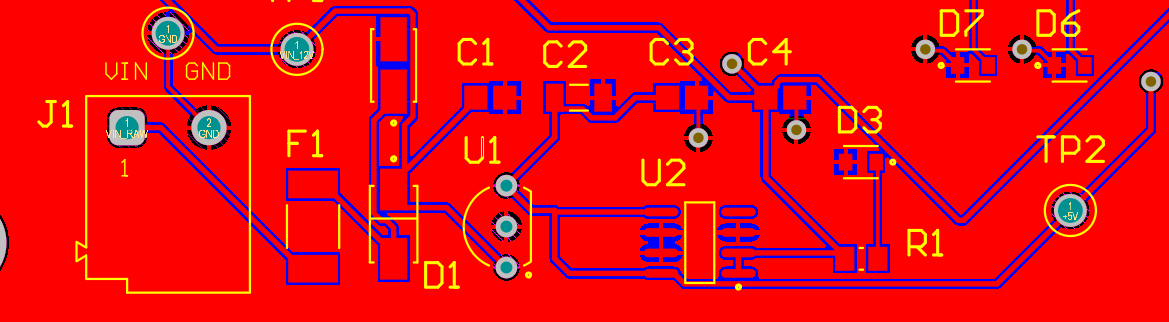 D7 D6
1
GND
1
VIN_12V
C1 C2 C3 C4
VIN GND
J1
D3
1
VIN_RAW
2
GND
F1
U1
TP2
1
U2
1
+5V
R1
D1